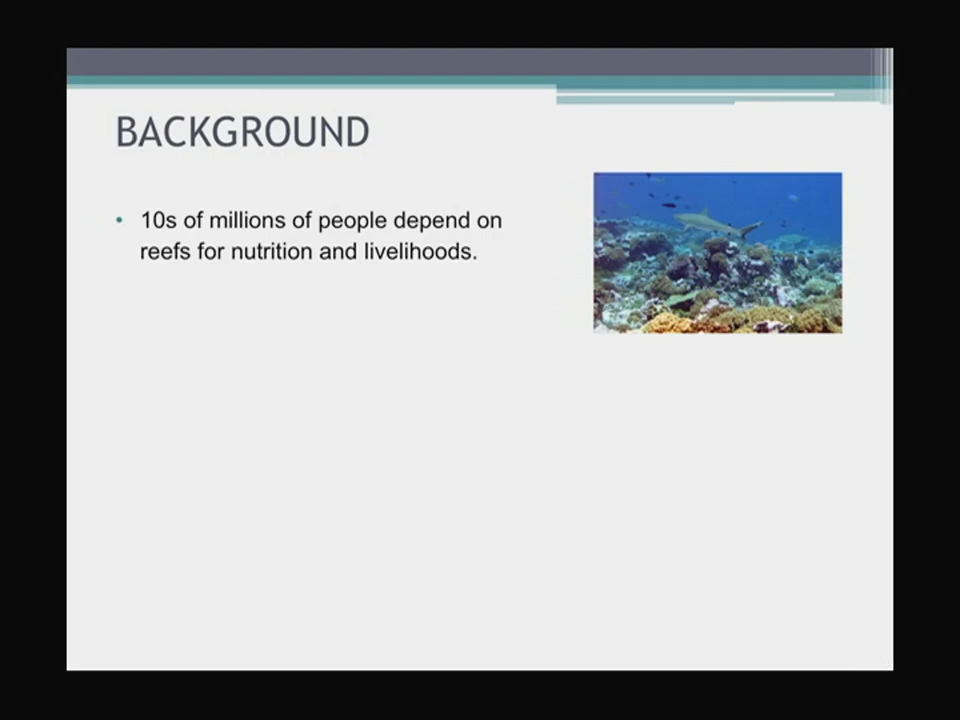 BACKGROUND
• 10s of millions of people depend on
reefs for nutrition and livelihoods.